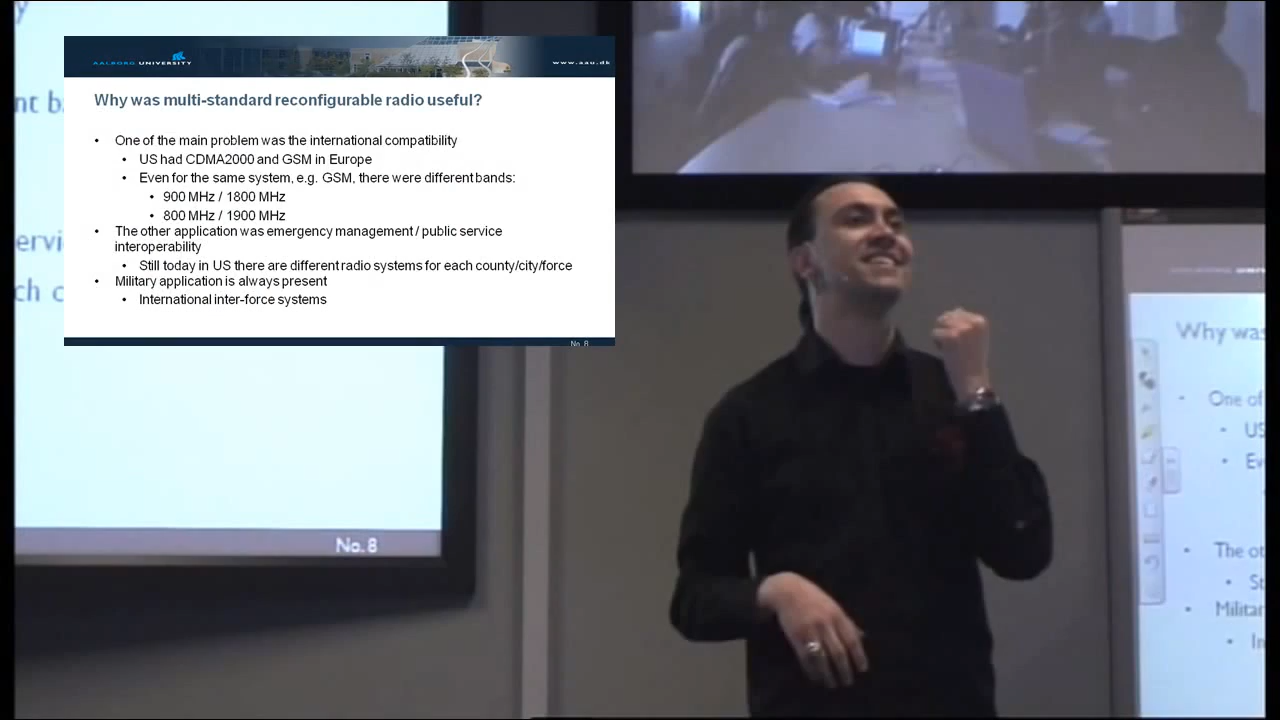 AALBORG UNIVERSITY
www.aau.dk
Why was multi-standard reconfigurable radio useful?
• One of the main problem was the international compatibility
• US had CDMA2000 and GSM in Europe
• Even for the same system, e.g. GSM, there were different bands:
• 900 MHz / 1800 MHz
• 800 MHz / 1900 MHz
• The other application was emergency management / public service
interoperability
• Still today in US there are different radio systems for each county/city/force
• Military application is always present
• International inter-force systems
No. 8
No. 8
Why was
• One of
• US
• Ev
• The ot
• St
• Militar
• In